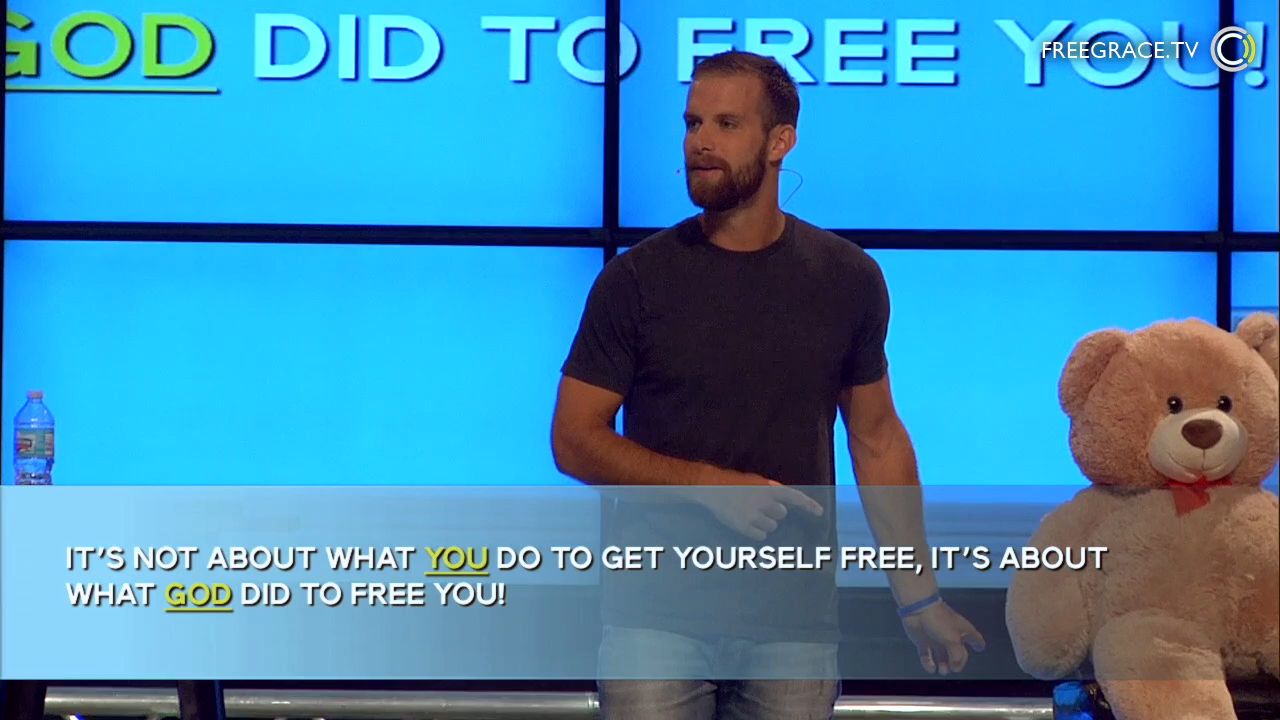 GOD DID TO FREE YOU!
FREEGRACE.TV
IT'S NOT ABOUT WHAT YOU DO TO GET YOURSELF FREE, IT'S ABOUT
WHAT GOD DID TO FREE YOU!